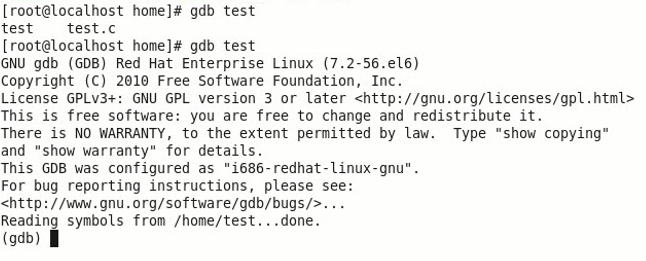 [root@localhost home]# gdb test
test    test.c
[root@localhost home]# gdb test
GNU gdb (GDB) Red Hat Enterprise Linux (7.2-56.el6)
Copyright (C) 2010 Free Software Foundation, Inc.
License GPLv3+: GNU GPL version 3 or later <http://gnu.org/licenses/gpl.html>
This is free software: you are free to change and redistribute it.
There is NO WARRANTY, to the extent permitted by law.  Type "show copying"
and "show warranty" for details.
This GDB was configured as "i686-redhat-linux-gnu".
For bug reporting instructions, please see:
<http://www.gnu.org/software/gdb/bugs/>...
Reading symbols from /home/test...done.
(gdb)